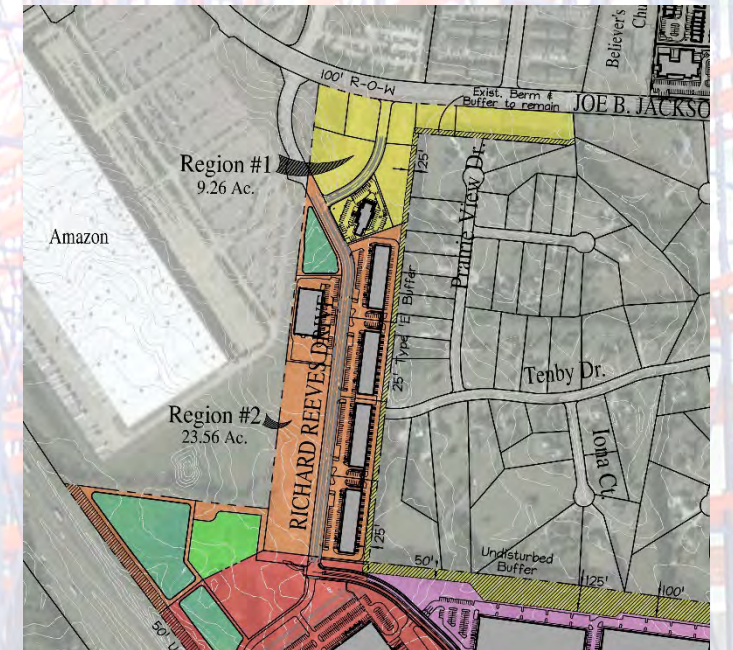 Believer's
Chu
100' R-O-W
Exist. Berm &
Buffer to remain
JOE B. JACKSO
Region #1
9.26 Ac.
25'
Prairie View Dr.
Amazon
25' Type 'E' Buffer
RICHARD REEVES DRIVE
Tenby Dr.
Region #2
23.56 Ac.
Iona Ct.
25'
50'
Undisturbed
Buffer
125'
100'
50' U